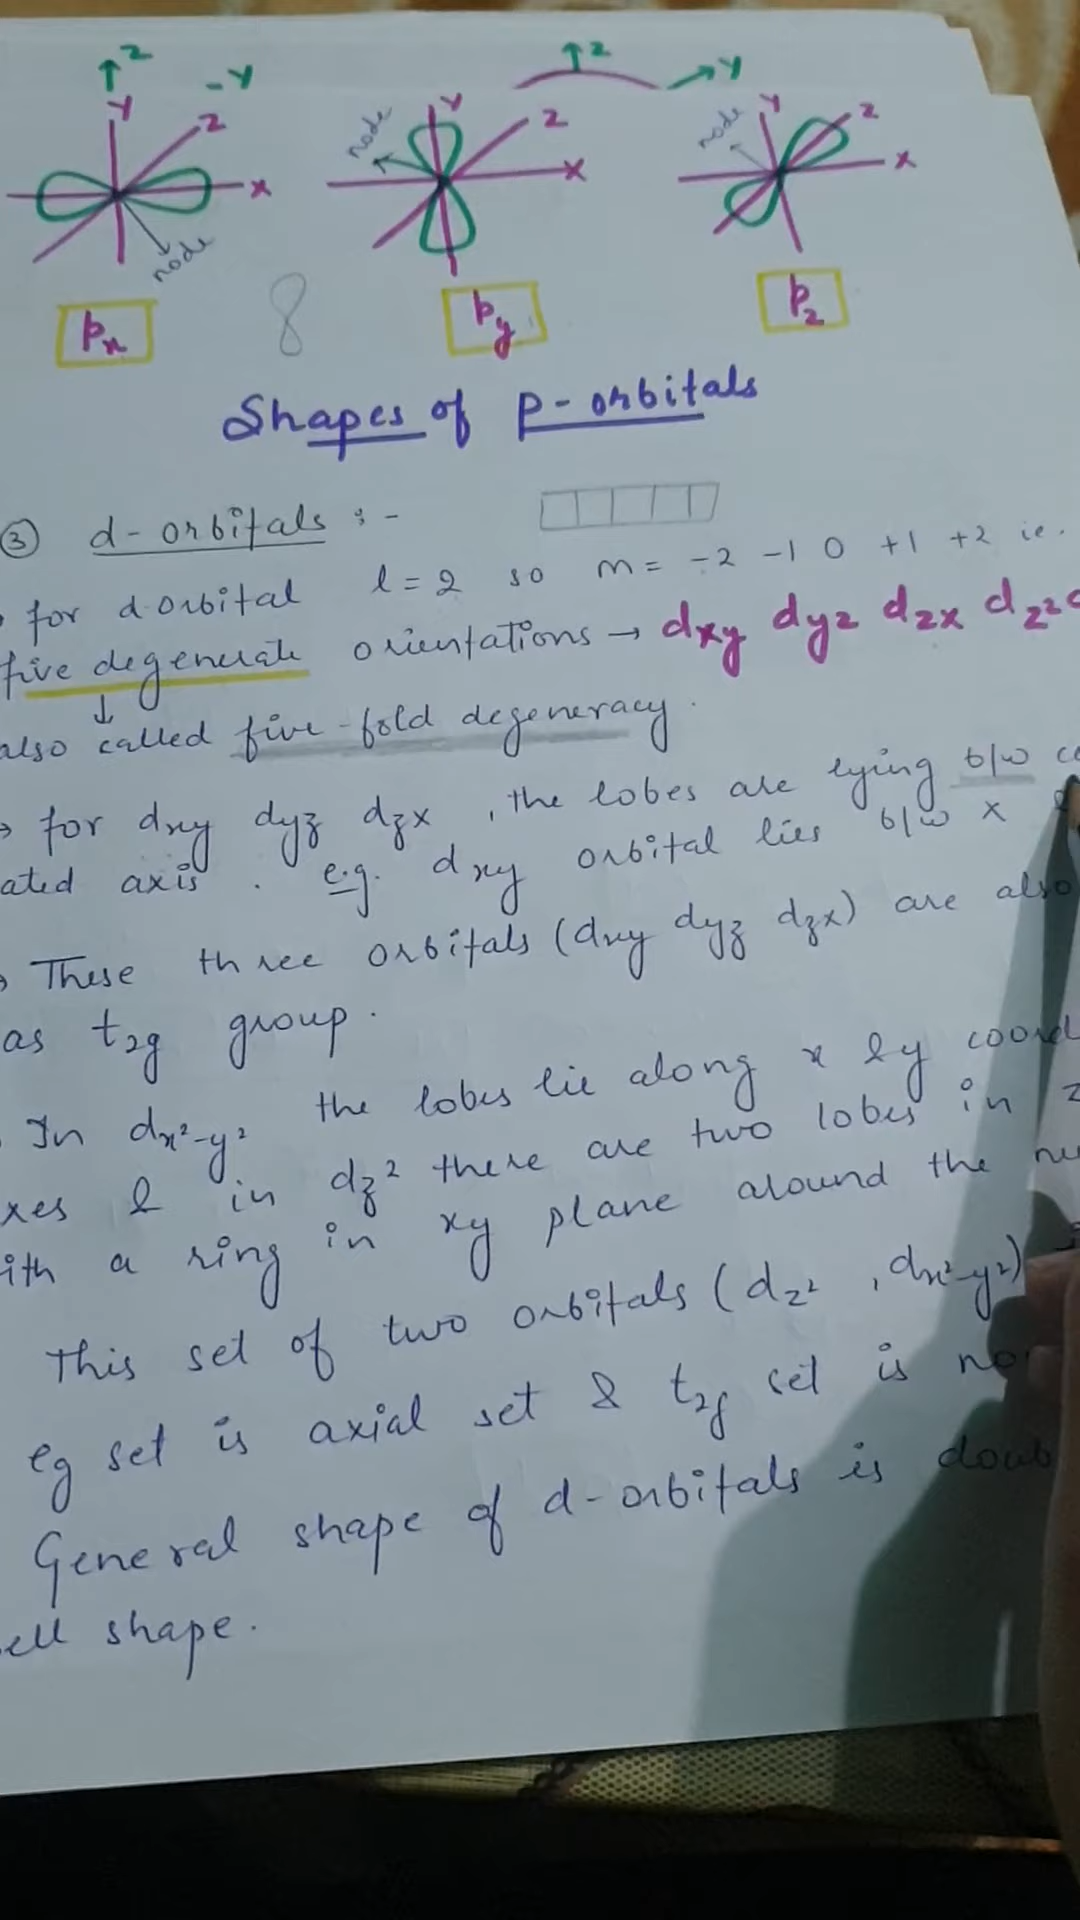 ↑z -Y ↑z →Y
Y z x node
node Y z x
node Y z x
Px Py Pz
8
Shapes of p-orbitals
③ d-orbitals :-
for d.orbital l = 2 so m = -2 -1 0 +1 +2 ie.
five degenerate orientations → dxy dyz dzx dz²
↓
also called five-fold degeneracy.
→ for dxy dyz dzx , the lobes are lying b/w
ated axis . e.g. dxy orbital lies b/w x
→ These three orbitals (dxy dyz dzx) are also
as t₂g group.
In dx²-y² the lobes lie along x & y coord
xes & in dz² there are two lobes in z
ith a ring in xy plane around the nu
This set of two orbitals (dz² , dx²-y²)
eg set is axial set & t₂g set is no
General shape of d-orbitals is doub
ell shape.